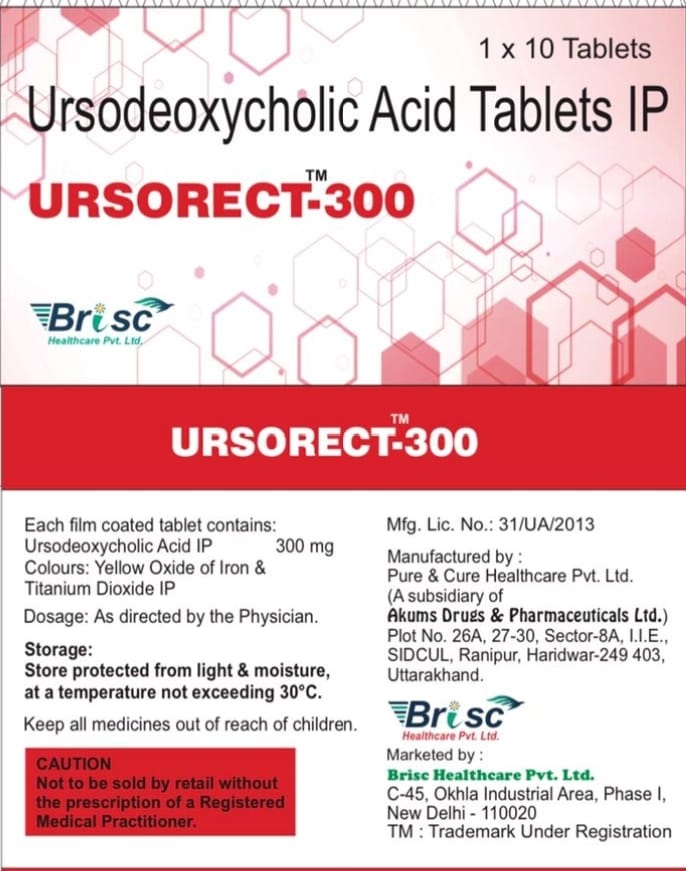 1 x 10 Tablets
Ursodeoxycholic Acid Tablets IP
URSORECT™-300
Brisc
Healthcare Pvt. Ltd.
URSORECT™-300
Each film coated tablet contains:
Ursodeoxycholic Acid IP 300 mg
Colours: Yellow Oxide of Iron &
Titanium Dioxide IP
Dosage: As directed by the Physician.
Storage:
Store protected from light & moisture,
at a temperature not exceeding 30°C.
Keep all medicines out of reach of children.
CAUTION
Not to be sold by retail without
the prescription of a Registered
Medical Practitioner.
Mfg. Lic. No.: 31/UA/2013
Manufactured by :
Pure & Cure Healthcare Pvt. Ltd.
(A subsidiary of
Akums Drugs & Pharmaceuticals Ltd.)
Plot No. 26A, 27-30, Sector-8A, I.I.E.,
SIDCUL, Ranipur, Haridwar-249 403,
Uttarakhand.
Brisc
Healthcare Pvt. Ltd.
Marketed by :
Brisc Healthcare Pvt. Ltd.
C-45, Okhla Industrial Area, Phase I,
New Delhi - 110020
TM : Trademark Under Registration